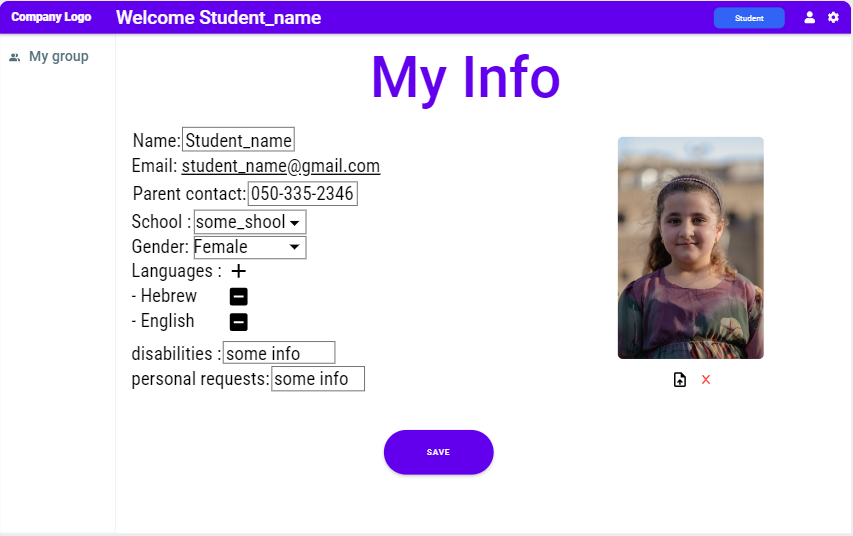 Company Logo
Welcome Student_name
Student
My group
My Info
Name: Student_name
Email: student_name@gmail.com
Parent contact: 050-335-2346
School : some_shool
Gender: Female
Languages : +
- Hebrew
- English
disabilities : some info
personal requests: some info
SAVE